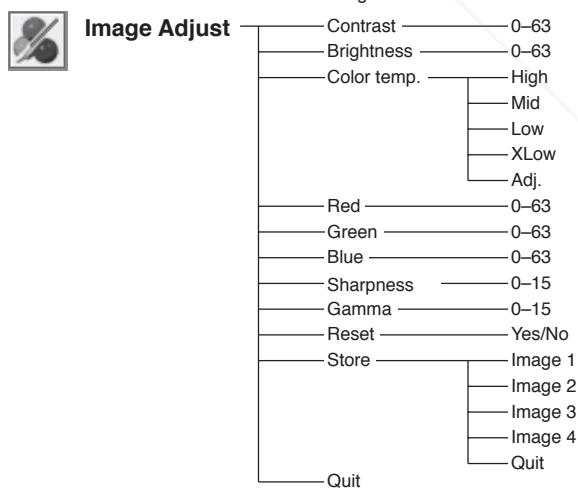 Image Adjust Contrast 0–63
Brightness 0–63
Color temp. High
Mid
Low
XLow
Adj.
Red 0–63
Green 0–63
Blue 0–63
Sharpness 0–15
Gamma 0–15
Reset Yes/No
Store Image 1
Image 2
Image 3
Image 4
Quit
Quit